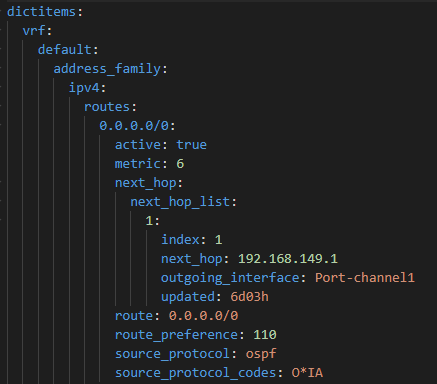 dictitems:
vrf:
default:
address_family:
ipv4:
routes:
0.0.0.0/0:
active: true
metric: 6
next_hop:
next_hop_list:
1:
index: 1
next_hop: 192.168.149.1
outgoing_interface: Port-channel1
updated: 6d03h
route: 0.0.0.0/0
route_preference: 110
source_protocol: ospf
source_protocol_codes: O*IA